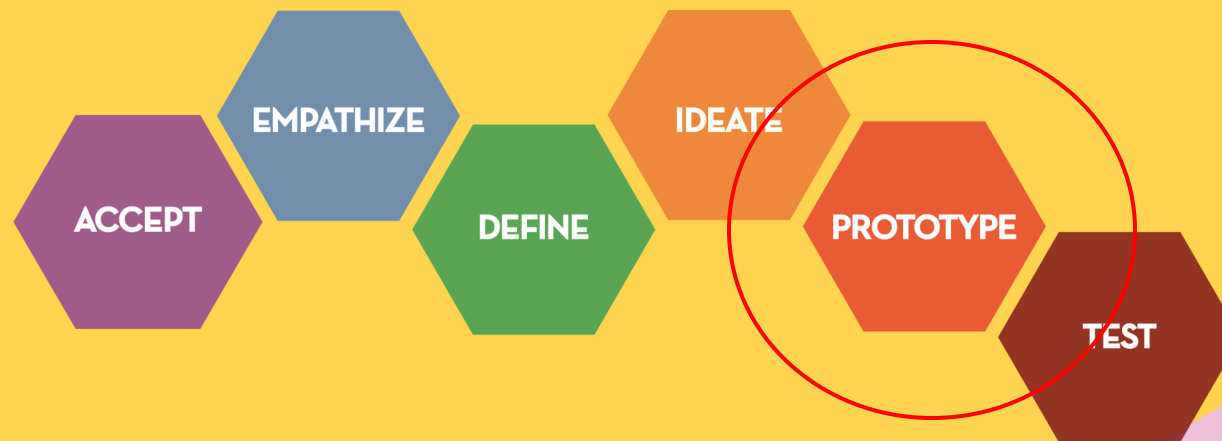 ACCEPT
EMPATHIZE
DEFINE
IDEATE
PROTOTYPE
TEST